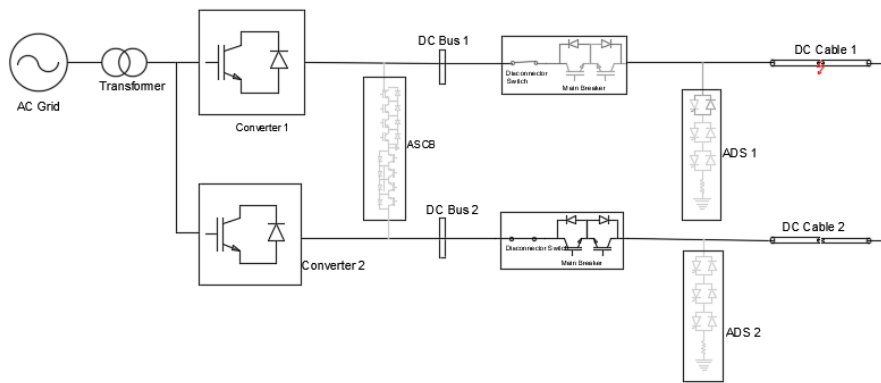 DC Bus 1
DC Cable 1
Disconnector
Switch
Main Breaker
Transformer
AC Grid
Converter 1
ASCB
ADS 1
DC Bus 2
DC Cable 2
Disconnector Switch
Main Breaker
Converter 2
ADS 2